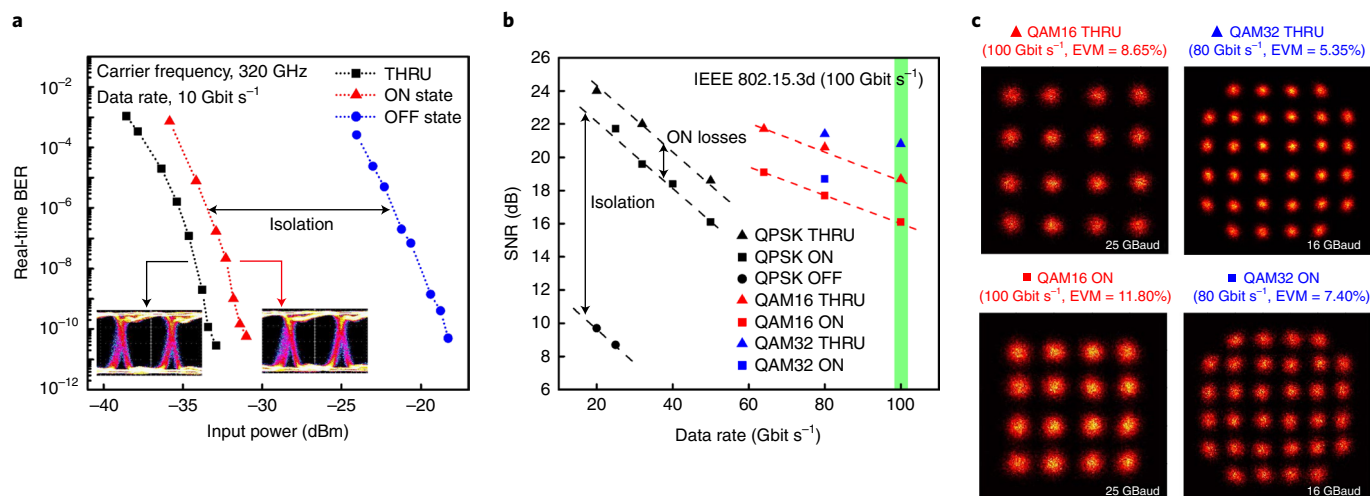 a
Carrier frequency, 320 GHz
Data rate, 10 Gbit s⁻¹
THRU
ON state
OFF state
Isolation
Real-time BER
10⁻²
10⁻⁴
10⁻⁶
10⁻⁸
10⁻¹⁰
10⁻¹²
–40 –35 –30 –25 –20
Input power (dBm)
b
IEEE 802.15.3d (100 Gbit s⁻¹)
ON losses
Isolation
QPSK THRU
QPSK ON
QPSK OFF
QAM16 THRU
QAM16 ON
QAM32 THRU
QAM32 ON
SNR (dB)
26
24
22
20
18
16
14
12
10
8
6
20 40 60 80 100
Data rate (Gbit s⁻¹)
c
QAM16 THRU
(100 Gbit s⁻¹, EVM = 8.65%)
25 GBaud
QAM32 THRU
(80 Gbit s⁻¹, EVM = 5.35%)
16 GBaud
QAM16 ON
(100 Gbit s⁻¹, EVM = 11.80%)
25 GBaud
QAM32 ON
(80 Gbit s⁻¹, EVM = 7.40%)
16 GBaud